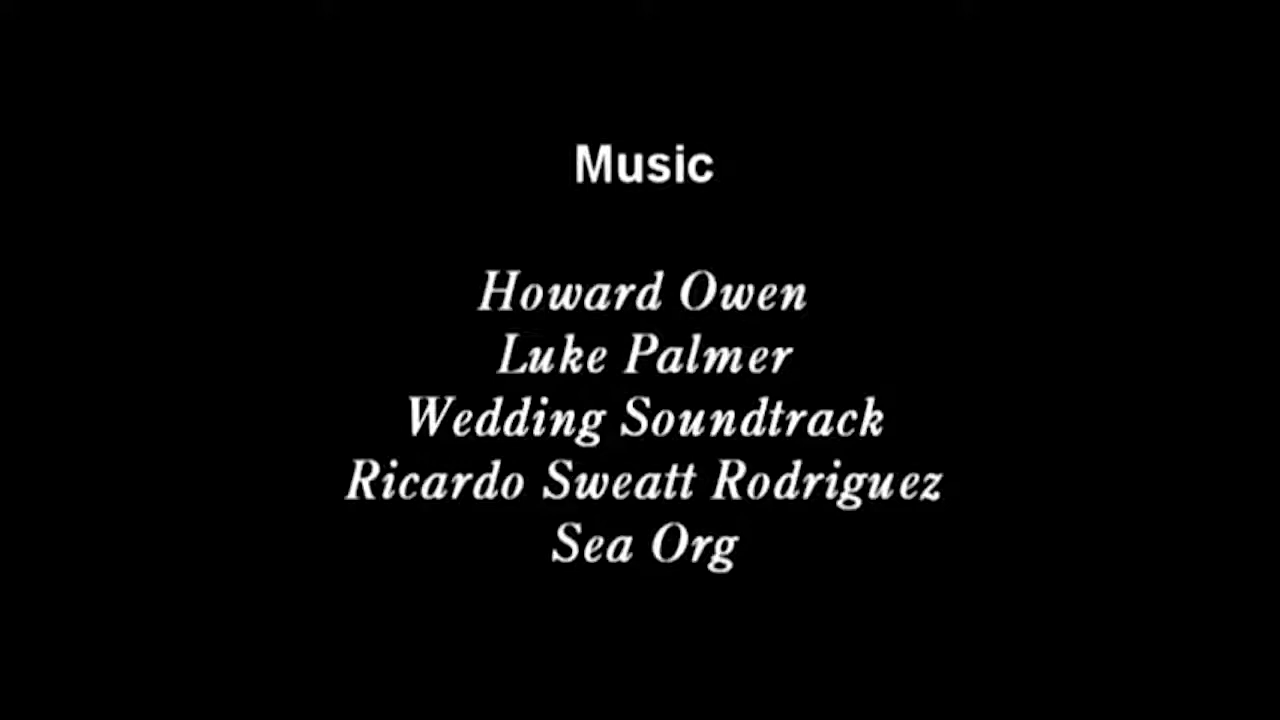 Music
Howard Owen
Luke Palmer
Wedding Soundtrack
Ricardo Sweatt Rodriguez
Sea Org